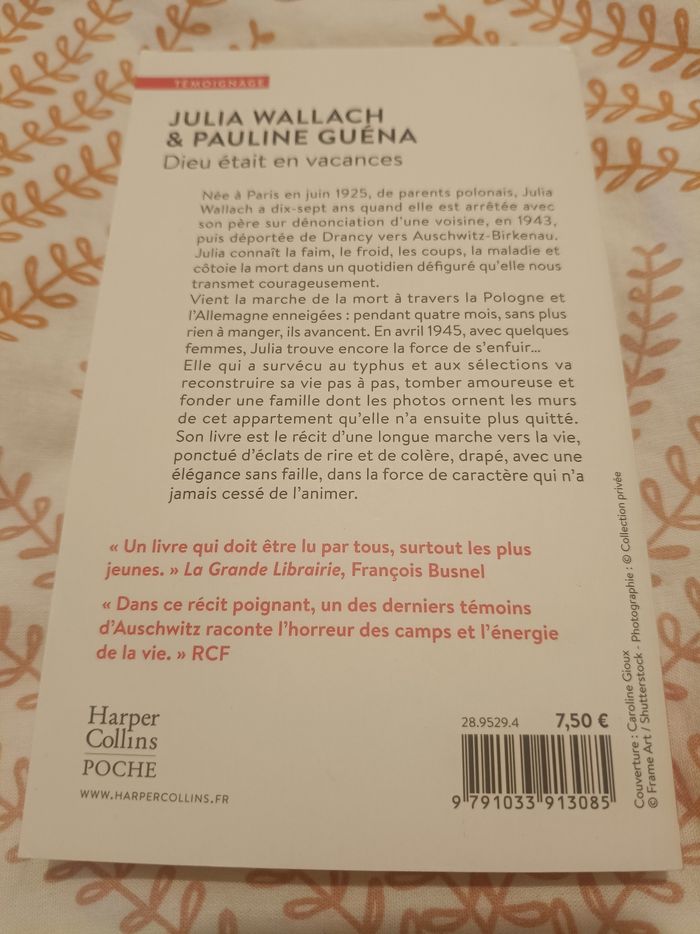 TÉMOIGNAGE
JULIA WALLACH
& PAULINE GUÉNA
Dieu était en vacances
Née à Paris en juin 1925, de parents polonais, Julia
Wallach a dix-sept ans quand elle est arrêtée avec
son père sur dénonciation d'une voisine, en 1943,
puis déportée de Drancy vers Auschwitz-Birkenau.
Julia connaît la faim, le froid, les coups, la maladie et
côtoie la mort dans un quotidien défiguré qu'elle nous
transmet courageusement.
Vient la marche de la mort à travers la Pologne et
l'Allemagne enneigées : pendant quatre mois, sans plus
rien à manger, ils avancent. En avril 1945, avec quelques
femmes, Julia trouve encore la force de s'enfuir...
Elle qui a survécu au typhus et aux sélections va
reconstruire sa vie pas à pas, tomber amoureuse et
fonder une famille dont les photos ornent les murs
de cet appartement qu'elle n'a ensuite plus quitté.
Son livre est le récit d'une longue marche vers la vie,
ponctué d'éclats de rire et de colère, drapé, avec une
élégance sans faille, dans la force de caractère qui n'a
jamais cessé de l'animer.
« Un livre qui doit être lu par tous, surtout les plus
jeunes. » La Grande Librairie, François Busnel
« Dans ce récit poignant, un des derniers témoins
d'Auschwitz raconte l'horreur des camps et l'énergie
de la vie. » RCF
Harper
Collins
POCHE
WWW.HARPERCOLLINS.FR
28.9529.4 7,50 €
9 791033 913085
Couverture : Caroline Gioux
© Frame Art / Shutterstock - Photographie : © Collection privée